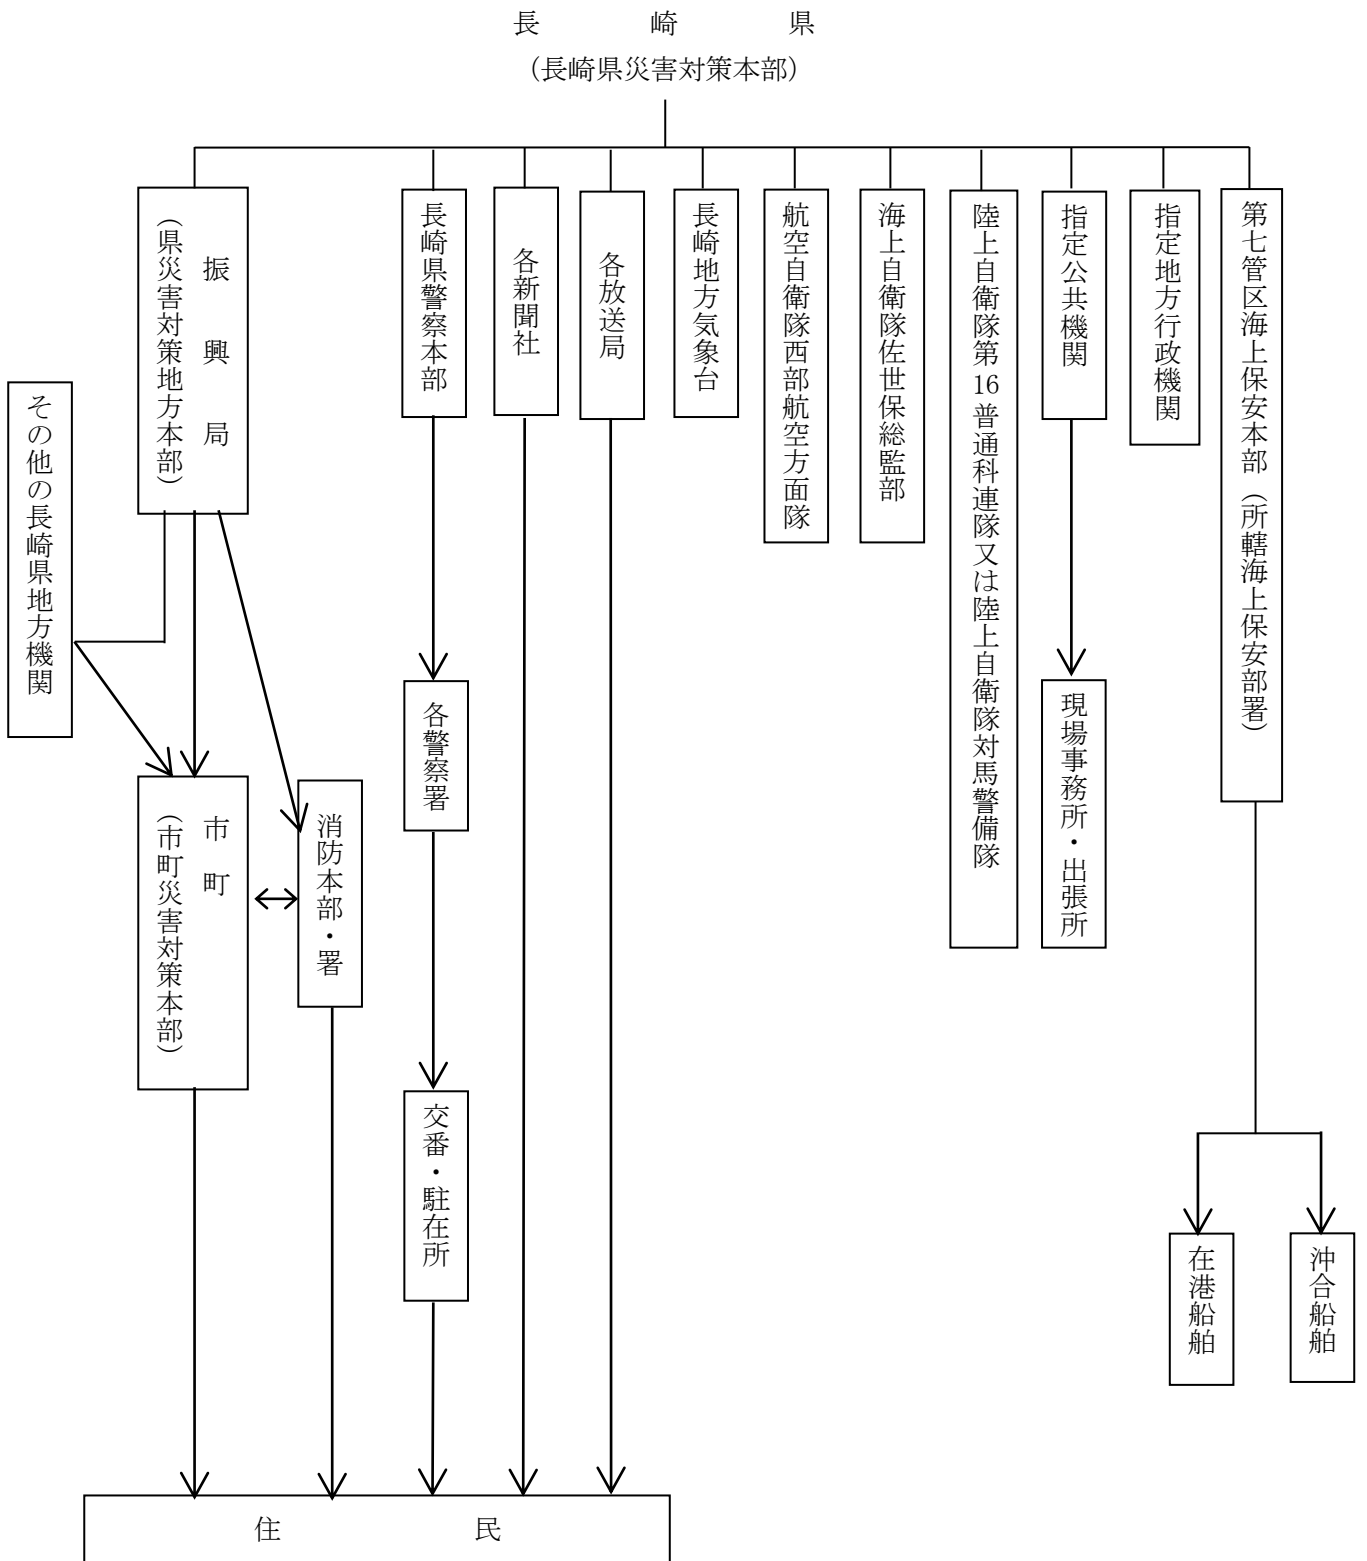 長崎県
（長崎県災害対策本部）
振興局
（県災害対策地方本部）
長崎県警察本部
各新聞社
各放送局
長崎地方気象台
航空自衛隊西部航空方面隊
海上自衛隊佐世保総監部
陸上自衛隊第16普通科連隊又は陸上自衛隊対馬警備隊
指定公共機関
指定地方行政機関
第七管区海上保安本部（所轄海上保安部署）
その他の長崎県地方機関
市町
（市町災害対策本部）
消防本部・署
各警察署
現場事務所・出張所
交番・駐在所
在港船舶
沖合船舶
住民